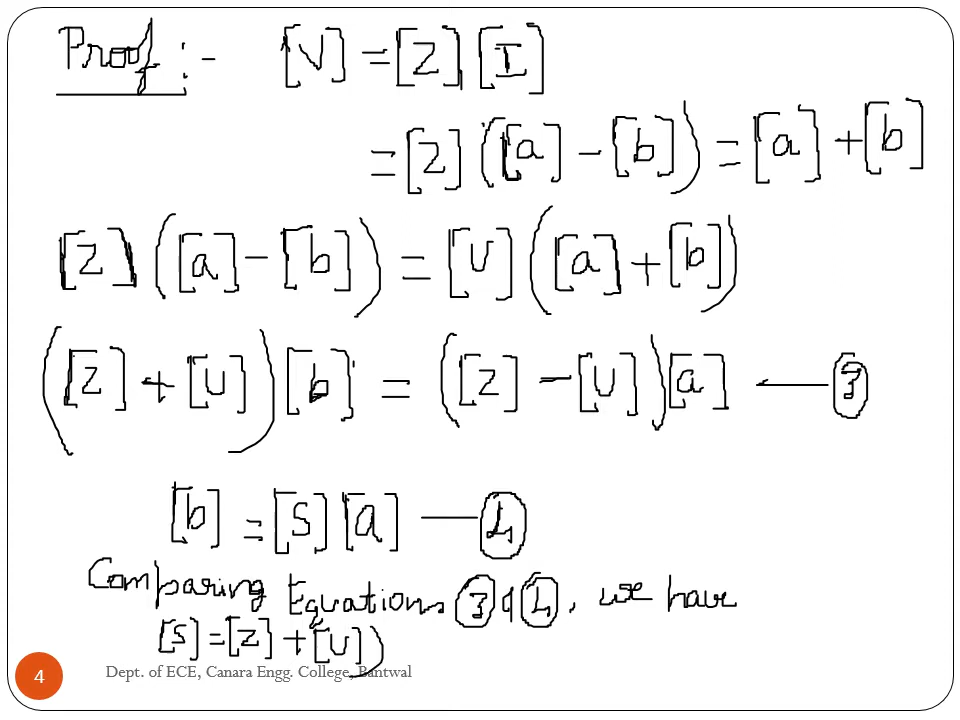 Proof :- [V] = [Z] [I]
= [Z] ([a] - [b]) = [a] + [b]
[Z] ([a] - [b]) = [U] ([a] + [b])
([Z] + [U]) [b] = ([Z] - [U]) [a] — 3
[b] = [S] [a] — 4
Comparing Equations 3 & 4, we have
[S] = [Z] + [U])
4 Dept. of ECE, Canara Engg. College, Bantwal